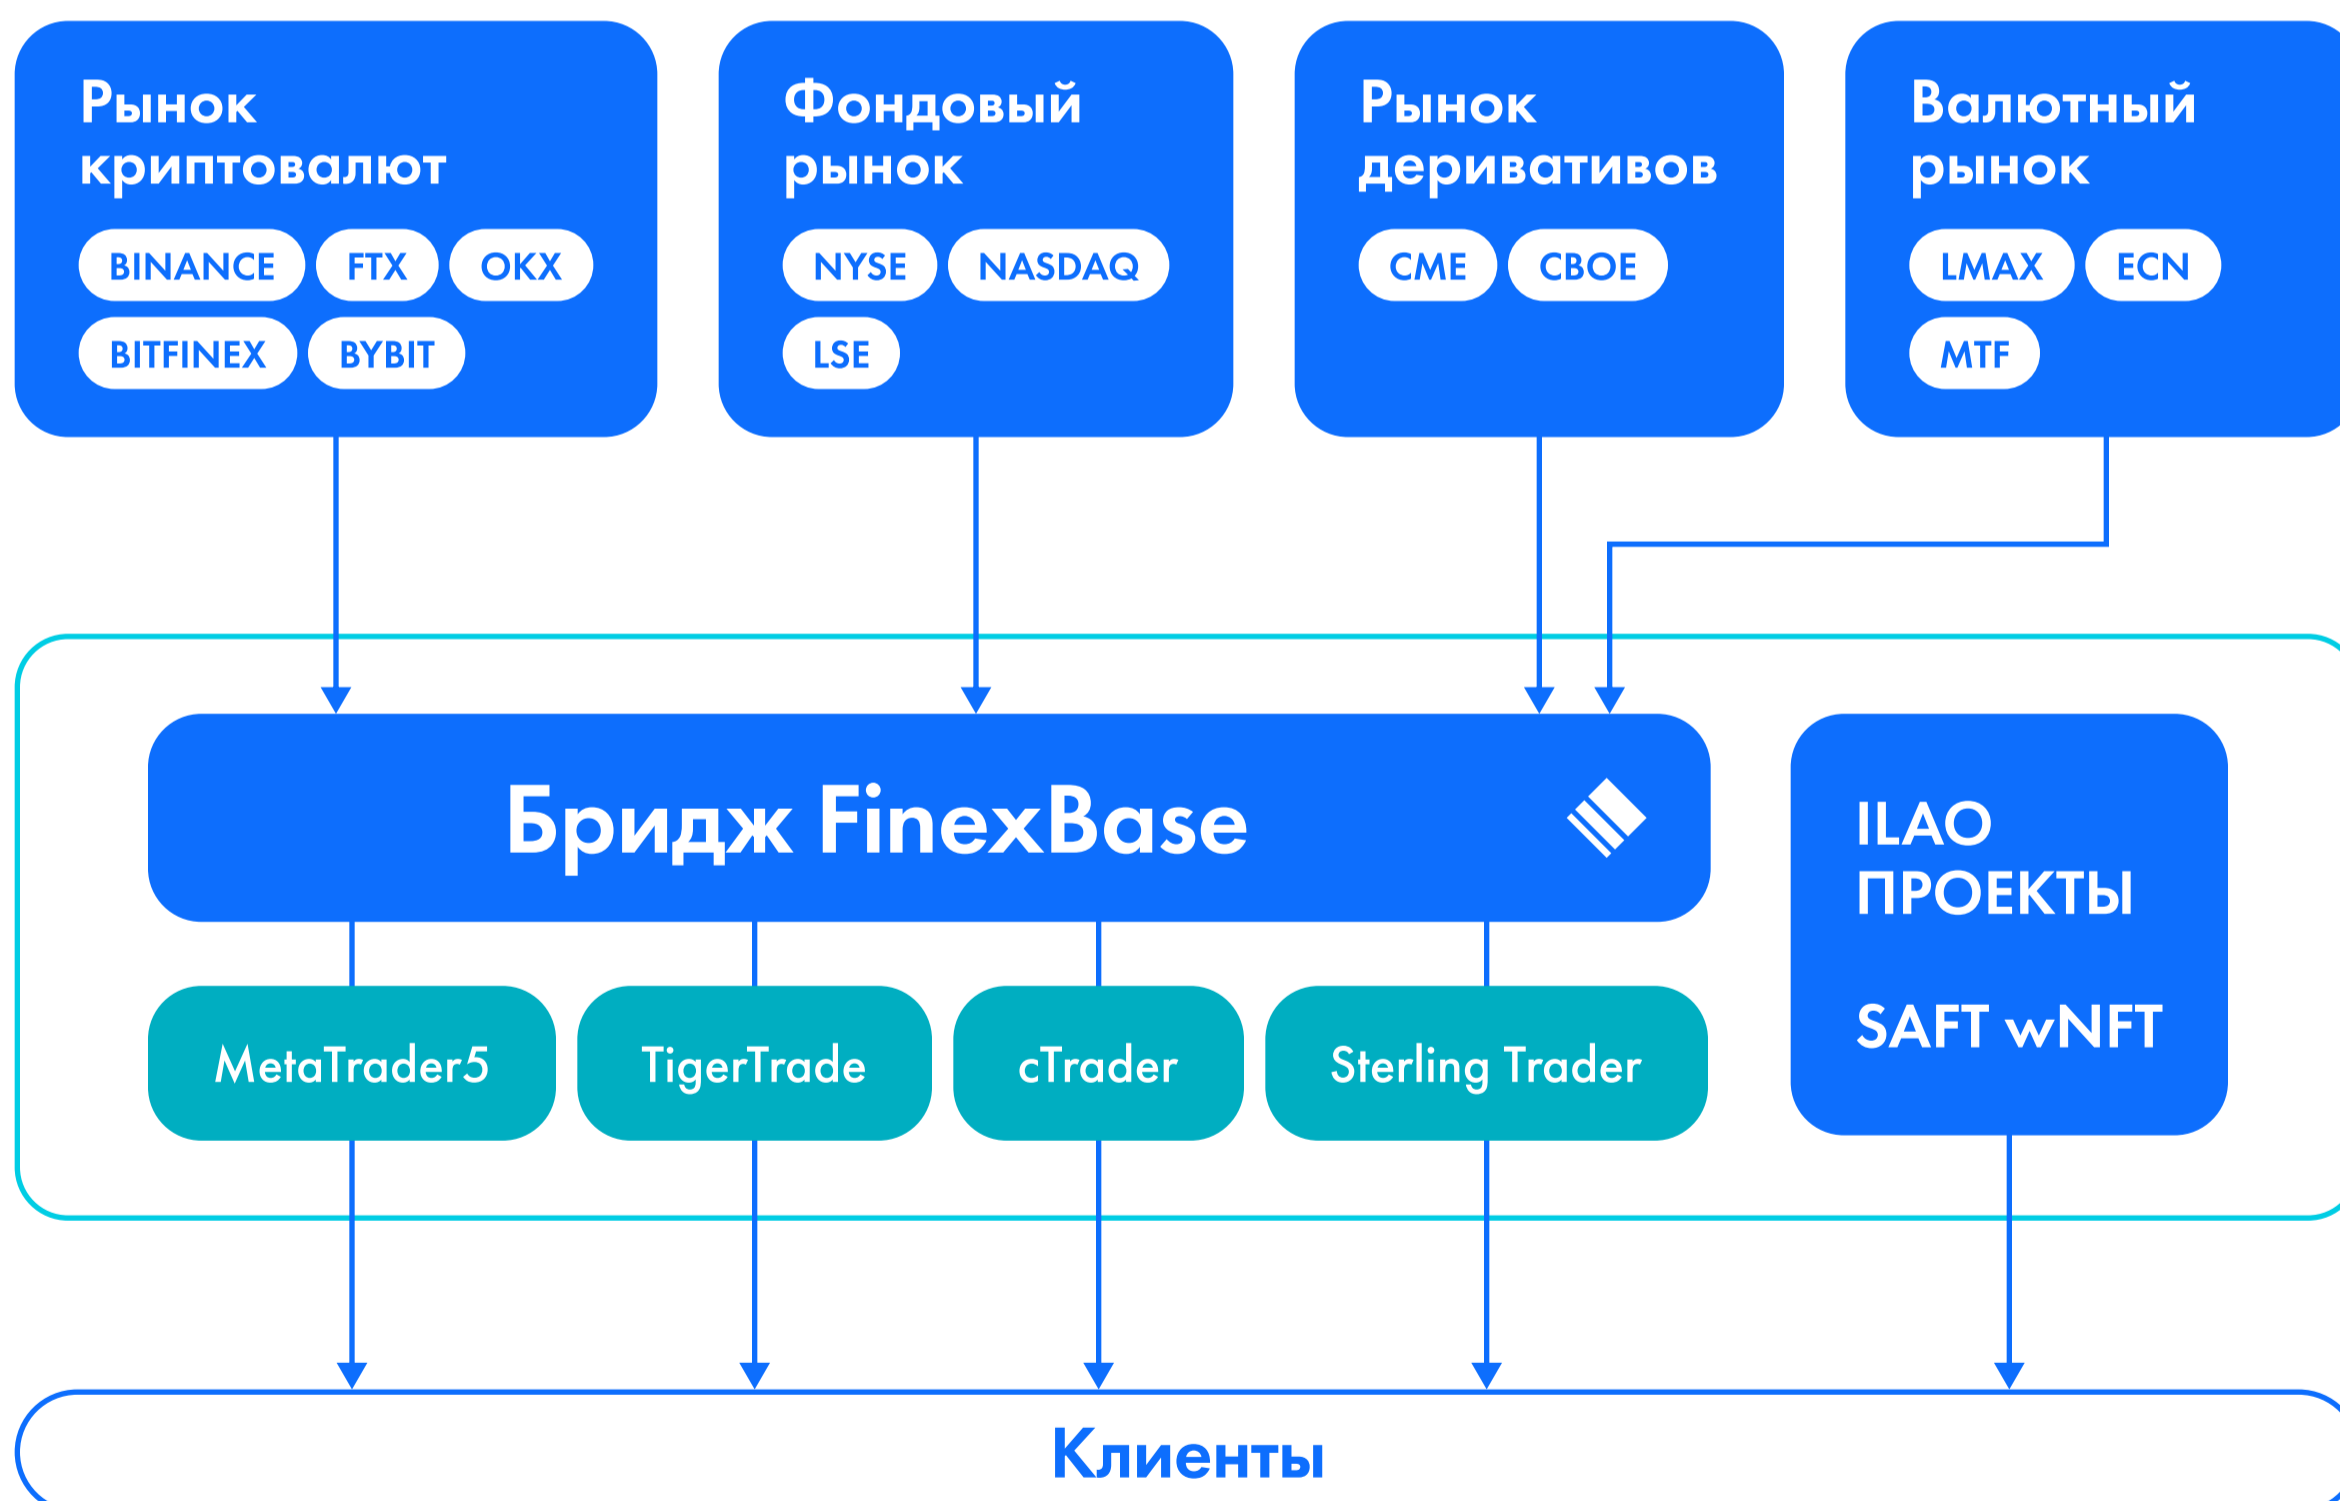 Рынок
криптовалют
BINANCE FTX OKX
BITFINEX BYBIT
Фондовый
рынок
NYSE NASDAQ
LSE
Рынок
деривативов
CME CBOE
Валютный
рынок
LMAX ECN
MTF
Бридж FinexBase
MetaTrader5
TigerTrade
cTrader
Sterling Trader
ILAO
ПРОЕКТЫ
SAFT wNFT
Клиенты